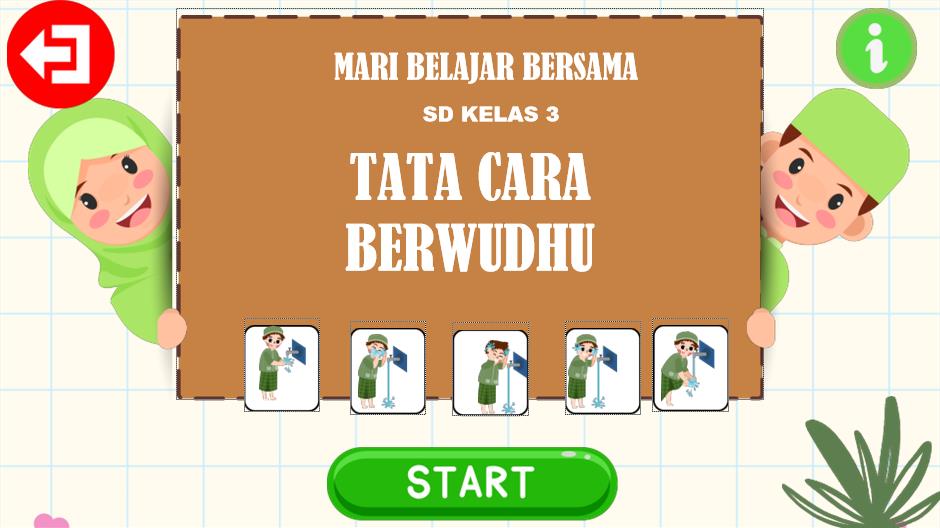 MARI BELAJAR BERSAMA
SD KELAS 3
TATA CARA
BERWUDHU
START